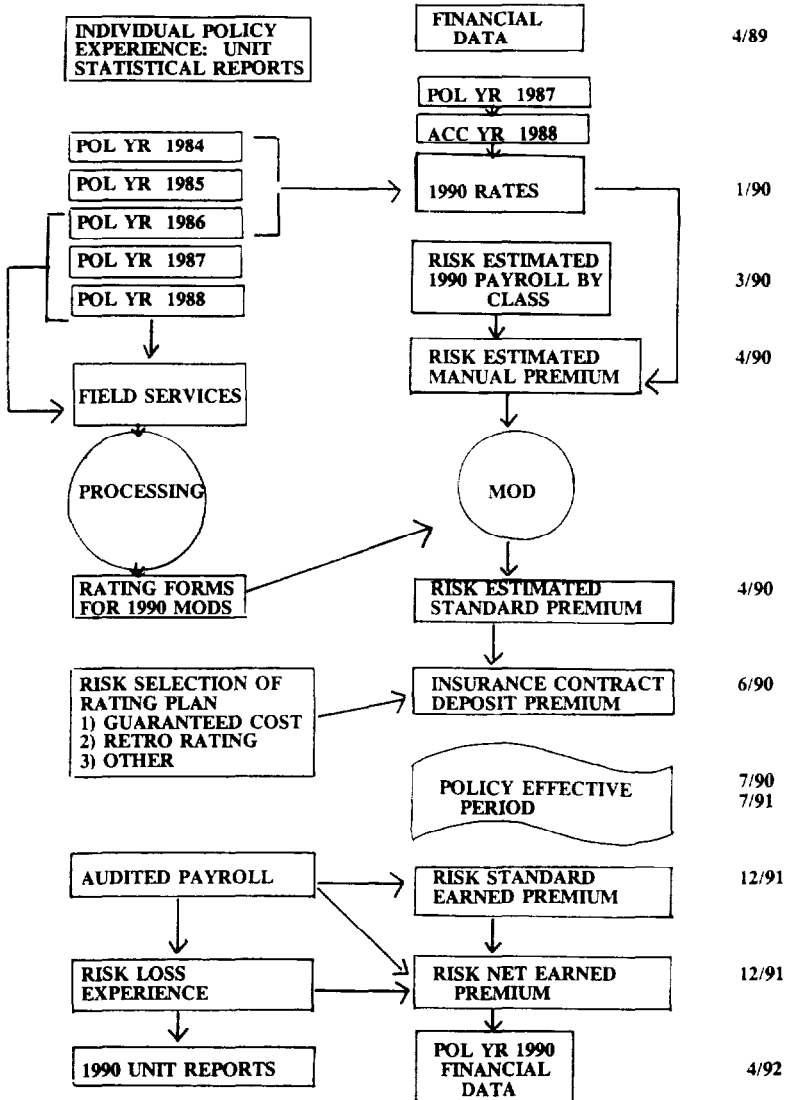 INDIVIDUAL POLICY
EXPERIENCE: UNIT
STATISTICAL REPORTS
FINANCIAL
DATA
4/89
POL YR 1987
ACC YR 1988
POL YR 1984
POL YR 1985
POL YR 1986
POL YR 1987
POL YR 1988
1990 RATES
1/90
RISK ESTIMATED
1990 PAYROLL BY
CLASS
3/90
RISK ESTIMATED
MANUAL PREMIUM
4/90
FIELD SERVICES
PROCESSING
MOD
RATING FORMS
FOR 1990 MODS
RISK ESTIMATED
STANDARD PREMIUM
4/90
RISK SELECTION OF
RATING PLAN
1) GUARANTEED COST
2) RETRO RATING
3) OTHER
INSURANCE CONTRACT
DEPOSIT PREMIUM
6/90
POLICY EFFECTIVE
PERIOD
7/90
7/91
AUDITED PAYROLL
RISK STANDARD
EARNED PREMIUM
12/91
RISK LOSS
EXPERIENCE
RISK NET EARNED
PREMIUM
12/91
1990 UNIT REPORTS
POL YR 1990
FINANCIAL
DATA
4/92